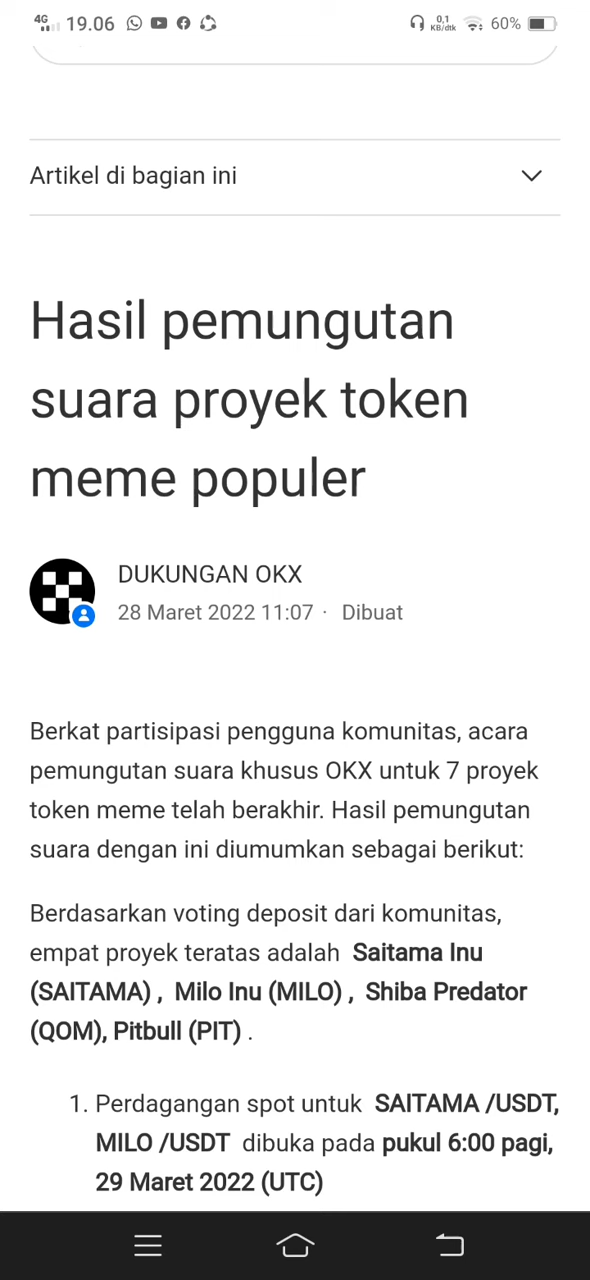 4G 19.06 0,1 KB/dtk 60%
Artikel di bagian ini
Hasil pemungutan
suara proyek token
meme populer
DUKUNGAN OKX
28 Maret 2022 11:07 · Dibuat
Berkat partisipasi pengguna komunitas, acara
pemungutan suara khusus OKX untuk 7 proyek
token meme telah berakhir. Hasil pemungutan
suara dengan ini diumumkan sebagai berikut:
Berdasarkan voting deposit dari komunitas,
empat proyek teratas adalah Saitama Inu
(SAITAMA) , Milo Inu (MILO) , Shiba Predator
(QOM), Pitbull (PIT) .
1. Perdagangan spot untuk SAITAMA /USDT,
MILO /USDT dibuka pada pukul 6:00 pagi,
29 Maret 2022 (UTC)